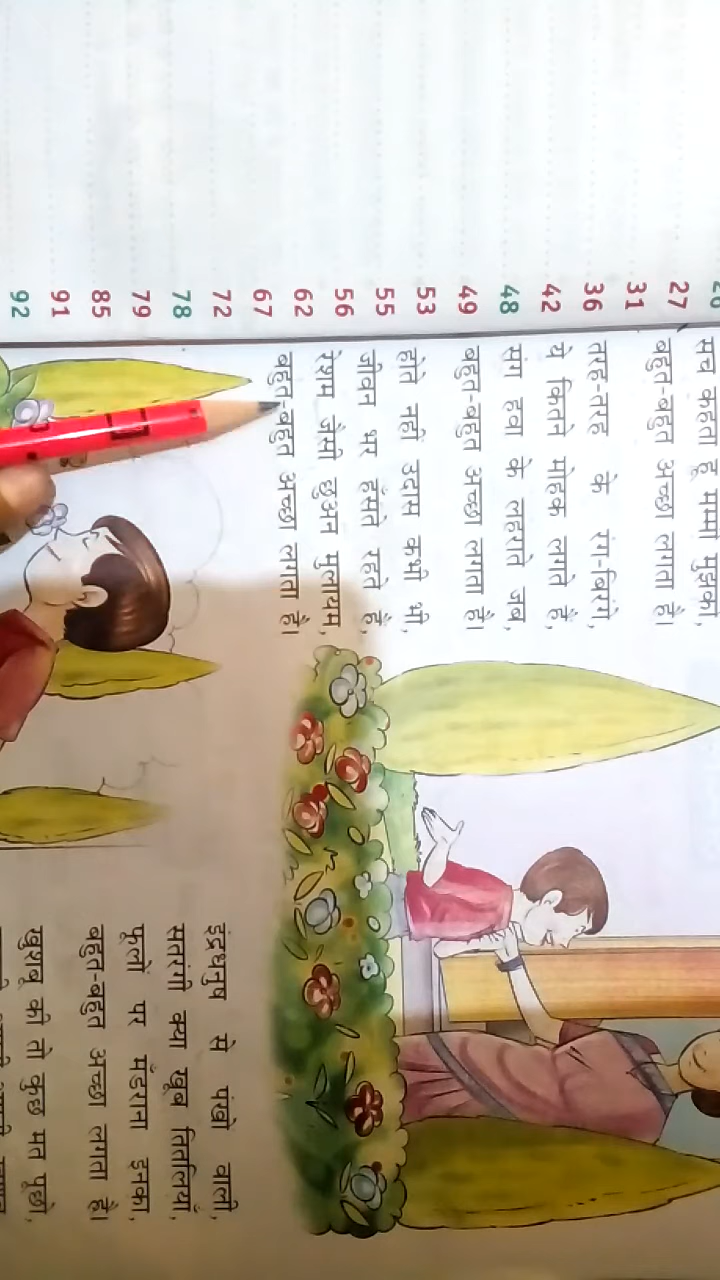 सच कहता हूँ मम्मी मुझको,
बहुत-बहुत अच्छा लगता है।
तरह-तरह के रंग-बिरंगे,
ये कितने मोहक लगते हैं,
संग हवा के लहराते जब,
बहुत-बहुत अच्छा लगता है।
होते नहीं उदास कभी भी,
जीवन भर हँसते रहते हैं,
रेशम जैसी छुअन मुलायम,
बहुत-बहुत अच्छा लगता है।
इंद्रधनुष से पंखों वाली,
सतरंगी क्या खूब तितलियाँ,
फूलों पर मंडराना इनका,
बहुत-बहुत अच्छा लगता है।
खुशबू की तो कुछ मत पूछो,
27
31
36
42
48
49
53
55
56
62
67
72
78
79
85
91
92